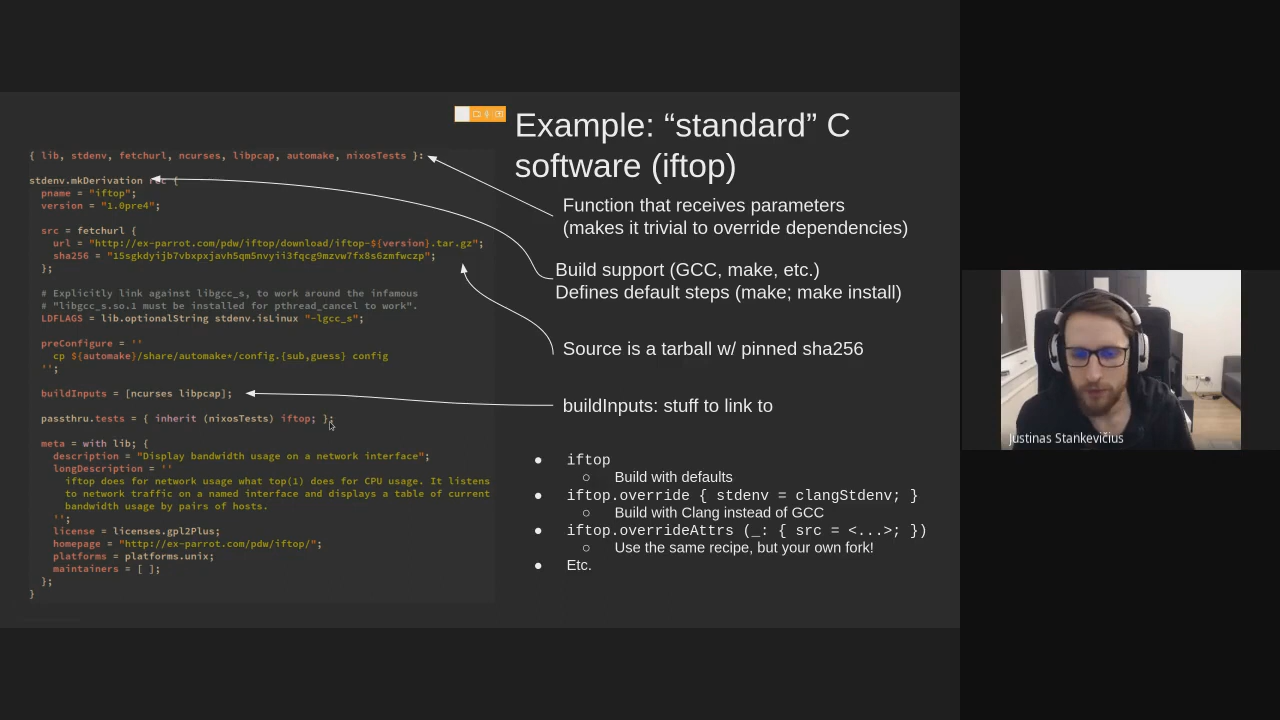 Example: “standard” C
software (iftop)
{ lib, stdenv, fetchurl, ncurses, libpcap, automake, nixosTests }:
stdenv.mkDerivation rec {
pname = "iftop";
version = "1.0pre4";
src = fetchurl {
url = "http://ex-parrot.com/pdw/iftop/download/iftop-${version}.tar.gz";
sha256 = "15sgkdyijb7vbxpxjavh5qm5nvyii3fqcg9mzvw7fx8s6zmfwczp";
};
# Explicitly link against libgcc_s, to work around the infamous
# "libgcc_s.so.1 must be installed for pthread_cancel to work".
LDFLAGS = lib.optionalString stdenv.isLinux "-lgcc_s";
preConfigure = ''
cp ${automake}/share/automake*/config.{sub,guess} config
'';
buildInputs = [ncurses libpcap];
passthru.tests = { inherit (nixosTests) iftop; };
meta = with lib; {
description = "Display bandwidth usage on a network interface";
longDescription = ''
iftop does for network usage what top(1) does for CPU usage. It listens
to network traffic on a named interface and displays a table of current
bandwidth usage by pairs of hosts.
'';
license = licenses.gpl2Plus;
homepage = "http://ex-parrot.com/pdw/iftop/";
platforms = platforms.unix;
maintainers = [ ];
};
}
Function that receives parameters
(makes it trivial to override dependencies)
Build support (GCC, make, etc.)
Defines default steps (make; make install)
Source is a tarball w/ pinned sha256
buildInputs: stuff to link to
● iftop
○ Build with defaults
● iftop.override { stdenv = clangStdenv; }
○ Build with Clang instead of GCC
● iftop.overrideAttrs (_: { src = <...>; })
○ Use the same recipe, but your own fork!
● Etc.
Justinas Stankevičius